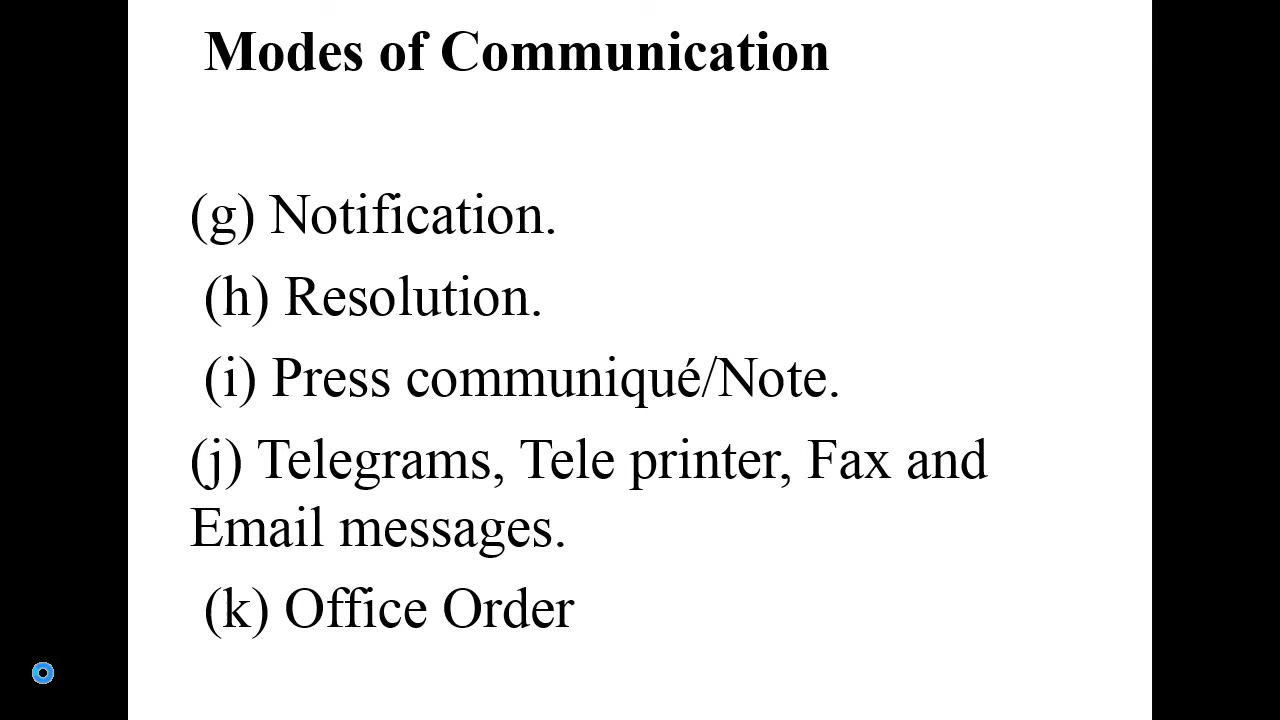 Modes of Communication
(g) Notification.
(h) Resolution.
(i) Press communiqué/Note.
(j) Telegrams, Tele printer, Fax and
Email messages.
(k) Office Order